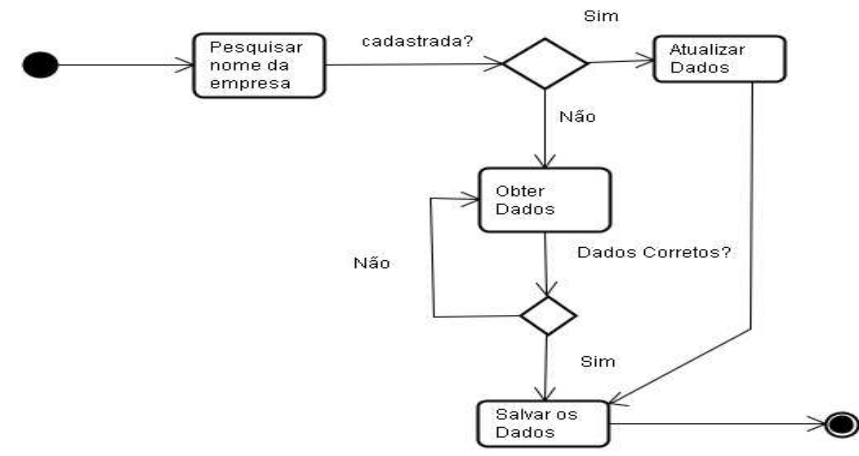 Sim
Pesquisar
nome da
empresa
cadastrada?
Atualizar
Dados
Não
Obter
Dados
Dados Corretos?
Não
Sim
Salvar os
Dados